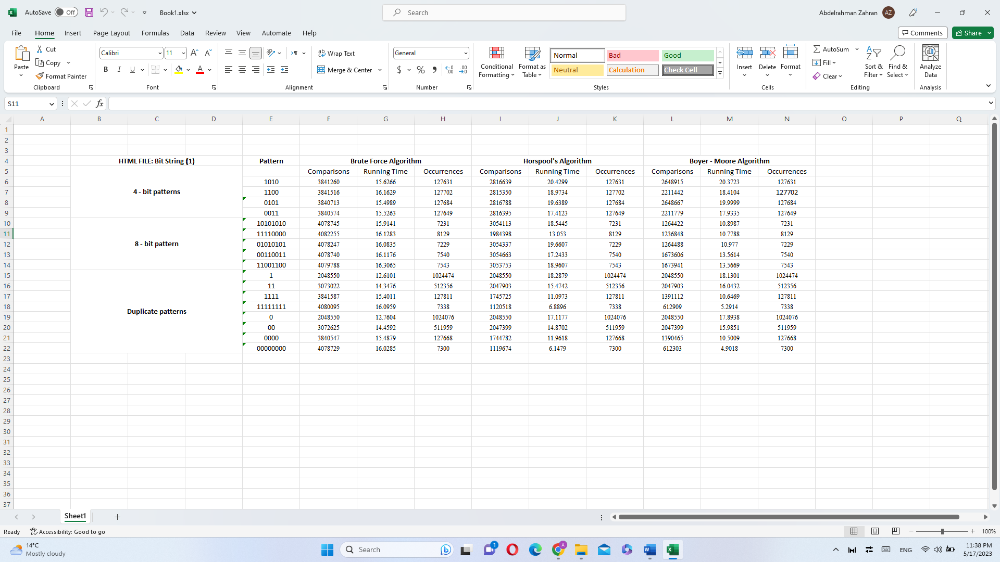 AutoSave Off Book1.xlsx Search Abdelrahman Zahran AZ
File Home Insert Page Layout Formulas Data Review View Automate Help Comments Share
Paste Cut Copy Format Painter Clipboard
Calibri 11 B I U Font
Wrap Text Merge & Center Alignment
General $ % Number
Conditional Formatting Format as Table Normal Bad Good Neutral Calculation Check Cell Styles
Insert Delete Format Cells
AutoSum Fill Clear Sort & Filter Find & Select Editing
Analyze Data Analysis
S11 fx
A B C D E F G H I J K L M N O P Q
1
2
3
4 HTML FILE: Bit String (1) Pattern Brute Force Algorithm Horspool's Algorithm Boyer - Moore Algorithm
5 Comparisons Running Time Occurrences Comparisons Running Time Occurrences Comparisons Running Time Occurrences
6 1010 3841260 15.6266 127631 2816639 20.4299 127631 2648915 20.3723 127631
4 - bit patterns
7 1100 3841516 16.1629 127702 2815350 18.9734 127702 2211442 18.4104 127702
8 0101 3840713 15.4989 127684 2816788 19.6389 127684 2648667 19.9999 127684
9 0011 3840574 15.5263 127649 2816395 17.4123 127649 2211779 17.9335 127649
10 10101010 4078745 15.9141 7231 3054113 18.5445 7231 1264422 10.8987 7231
11 11110000 4082255 16.1283 8129 1984398 13.053 8129 1236848 10.7788 8129
8 - bit pattern
12 01010101 4078247 16.0835 7229 3054337 19.6607 7229 1264488 10.977 7229
13 00110011 4078740 16.1176 7540 3054663 17.2433 7540 1673606 13.5614 7540
14 11001100 4079788 16.3065 7543 3053753 18.9607 7543 1673941 13.5669 7543
15 1 2048550 12.6101 1024474 2048550 18.2879 1024474 2048550 18.1301 1024474
16 11 3073022 14.3476 512356 2047903 15.4742 512356 2047903 16.0432 512356
17 1111 3841587 15.4011 127811 1745725 11.0973 127811 1391112 10.6469 127811
18 11111111 4080095 16.0959 7338 1120518 6.8896 7338 612909 5.2914 7338
Duplicate patterns
19 0 2048550 12.7604 1024076 2048550 17.1177 1024076 2048550 17.8938 1024076
20 00 3072625 14.4592 511959 2047399 14.8702 511959 2047399 15.9851 511959
21 0000 3840547 15.4879 127668 1744782 11.9618 127668 1390465 10.5009 127668
22 00000000 4078729 16.0285 7300 1119674 6.1479 7300 612303 4.9018 7300
23
24
25
26
27
28
29
30
31
32
33
34
35
36
37
Sheet1
Ready Accessibility: Good to go 100%
14°C
Mostly cloudy
Search 1 A ENG
11:38 PM
5/17/2023